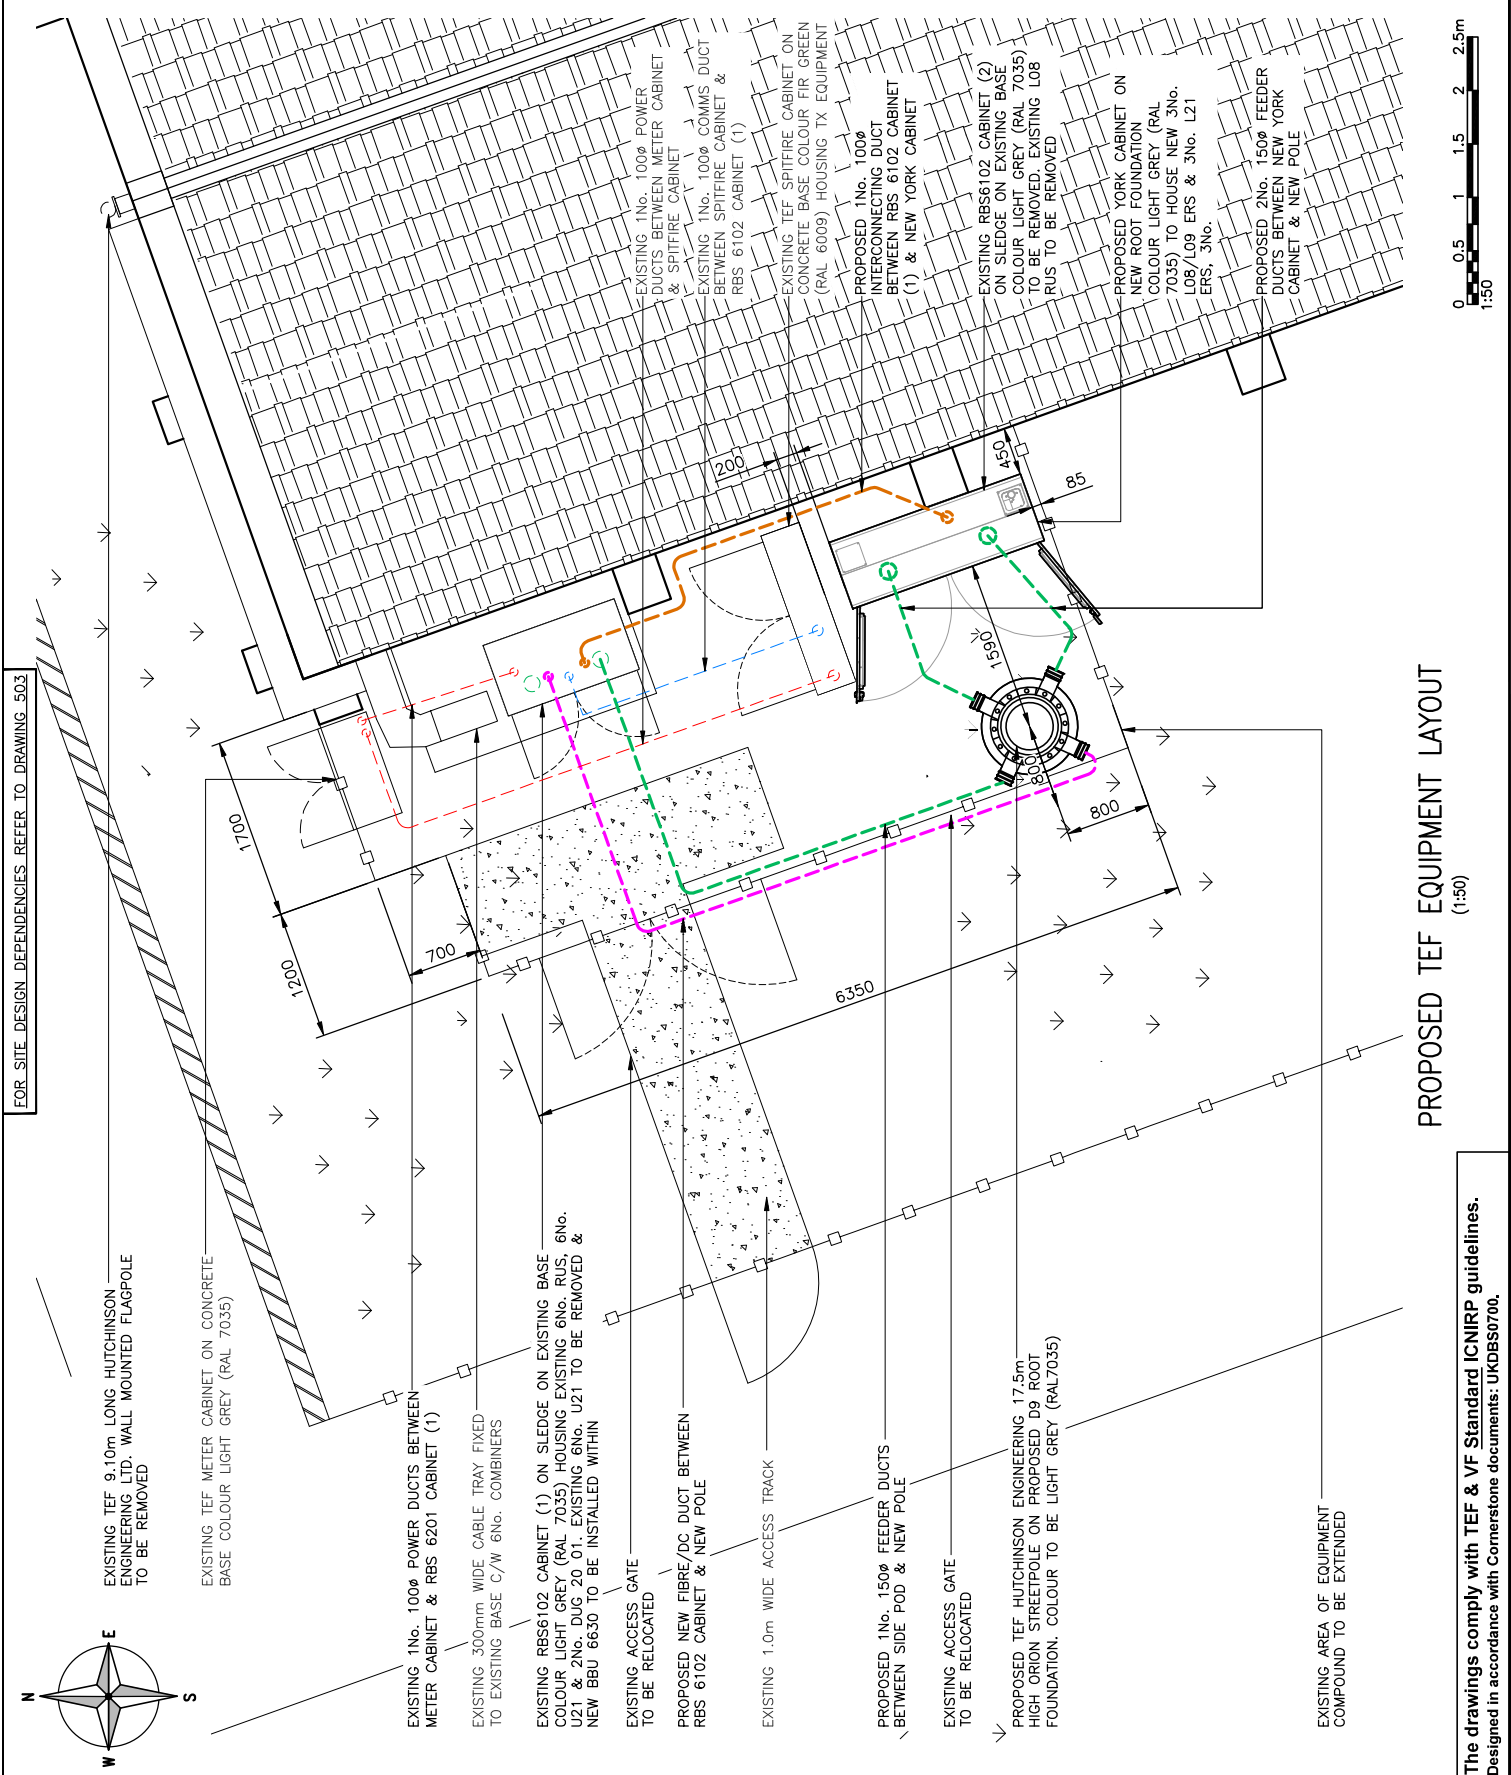 FOR SITE DESIGN DEPENDENCIES REFER TO DRAWING 503
N
E
S
W
EXISTING TEF 9.10m LONG HUTCHINSON
ENGINEERING LTD. WALL MOUNTED FLAGPOLE
TO BE REMOVED
EXISTING TEF METER CABINET ON CONCRETE
BASE COLOUR LIGHT GREY (RAL 7035)
EXISTING 1No. 100ø POWER DUCTS BETWEEN
METER CABINET & RBS 6201 CABINET (1)
EXISTING 300mm WIDE CABLE TRAY FIXED
TO EXISTING BASE C/W 6No. COMBINERS
EXISTING RBS6102 CABINET (1) ON SLEDGE ON EXISTING BASE
COLOUR LIGHT GREY (RAL 7035) HOUSING EXISTING 6No. RUS, 6No.
U21 & 2No. DUG 20 01. EXISTING 6No. U21 TO BE REMOVED &
NEW BBU 6630 TO BE INSTALLED WITHIN
EXISTING ACCESS GATE
TO BE RELOCATED
PROPOSED NEW FIBRE/DC DUCT BETWEEN
RBS 6102 CABINET & NEW POLE
EXISTING 1.0m WIDE ACCESS TRACK
PROPOSED 1No. 150ø FEEDER DUCTS
BETWEEN SIDE POD & NEW POLE
EXISTING ACCESS GATE
TO BE RELOCATED
PROPOSED TEF HUTCHINSON ENGINEERING 17.5m
HIGH ORION STREETPOLE ON PROPOSED D9 ROOT
FOUNDATION. COLOUR TO BE LIGHT GREY (RAL7035)
EXISTING AREA OF EQUIPMENT
COMPOUND TO BE EXTENDED
EXISTING 1No. 100ø POWER
DUCTS BETWEEN METER CABINET
& SPITFIRE CABINET
EXISTING 1No. 100ø COMMS DUCT
BETWEEN SPITFIRE CABINET &
RBS 6102 CABINET (1)
EXISTING TEF SPITFIRE CABINET ON
CONCRETE BASE COLOUR FIR GREEN
(RAL 6009) HOUSING TX EQUIPMENT
PROPOSED 1No. 100ø
INTERCONNECTING DUCT
BETWEEN RBS 6102 CABINET
(1) & NEW YORK CABINET
EXISTING RBS6102 CABINET (2)
ON SLEDGE ON EXISTING BASE
COLOUR LIGHT GREY (RAL 7035)
TO BE REMOVED. EXISTING L08
RUS TO BE REMOVED
PROPOSED YORK CABINET ON
NEW ROOT FOUNDATION
COLOUR LIGHT GREY (RAL
7035) TO HOUSE NEW 3No.
L08/L09 ERS & 3No. L21
ERS, 3No.
PROPOSED 2No. 150ø FEEDER
DUCTS BETWEEN NEW YORK
CABINET & NEW POLE
1700
1200
700
6350
200
450
85
1590
800
800
PROPOSED TEF EQUIPMENT LAYOUT
(1:50)
0 0.5 1 1.5 2 2.5m
1:50
The drawings comply with TEF & VF Standard ICNIRP guidelines.
Designed in accordance with Cornerstone documents: UKDBS0700.